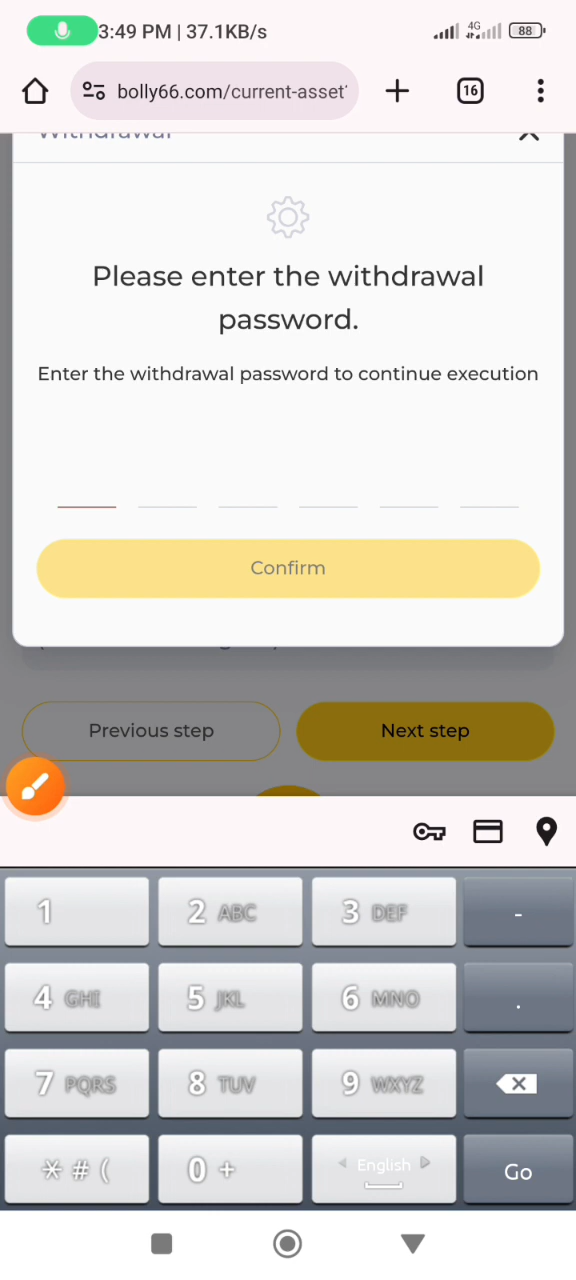 3:49 PM | 37.1KB/s
4G
88
bolly66.com/current-asset
16
Withdrawal
Please enter the withdrawal
password.
Enter the withdrawal password to continue execution
Confirm
Previous step
Next step
1
2 ABC
3 DEF
-
4 GHI
5 JKL
6 MNO
.
7 PQRS
8 TUV
9 WXYZ
* # (
0 +
English
Go